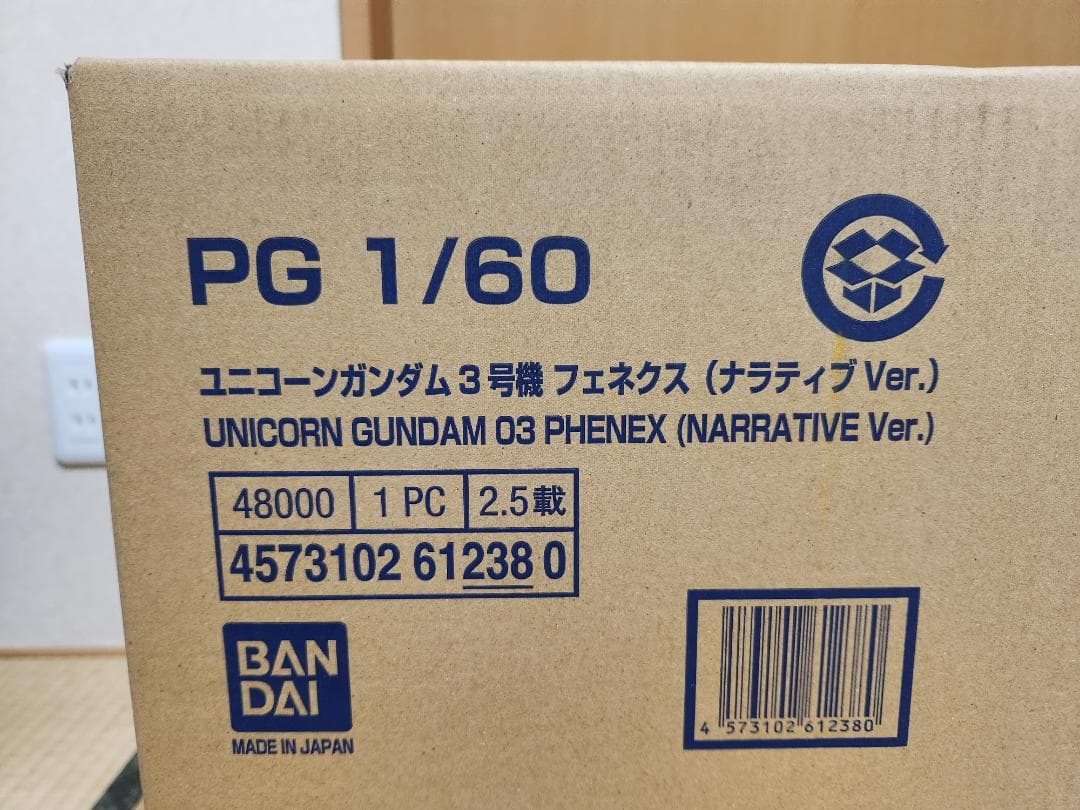 PG 1/60
ユニコーンガンダム3号機 フェネクス (ナラティブ Ver.)
UNICORN GUNDAM 03 PHENEX (NARRATIVE Ver.)
48000 1 PC 2.5載
4573102 61238 0
BAN
DAI
MADE IN JAPAN
4 573102 612380